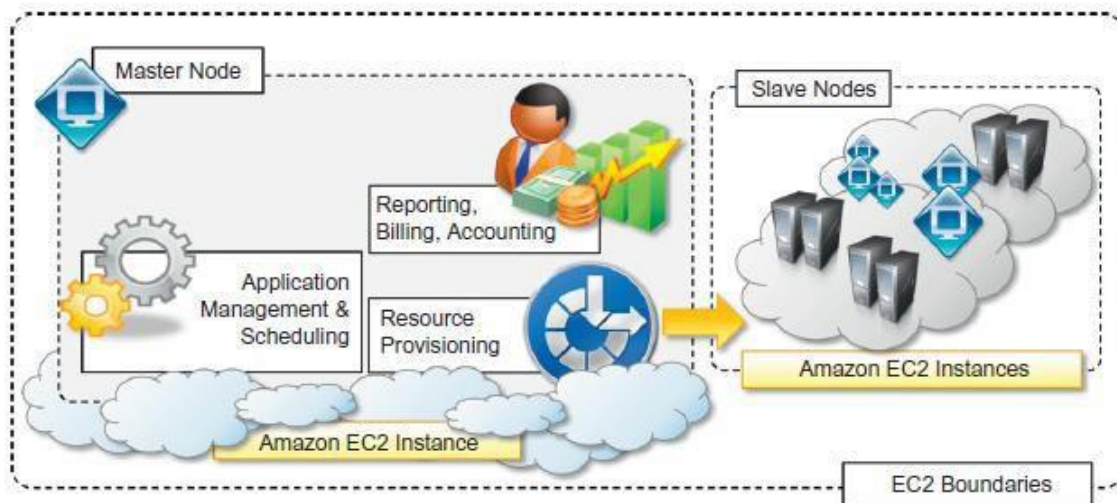 Master Node
Slave Nodes
Reporting,
Billing, Accounting
Application
Management &
Scheduling
Resource
Provisioning
Amazon EC2 Instances
Amazon EC2 Instance
EC2 Boundaries